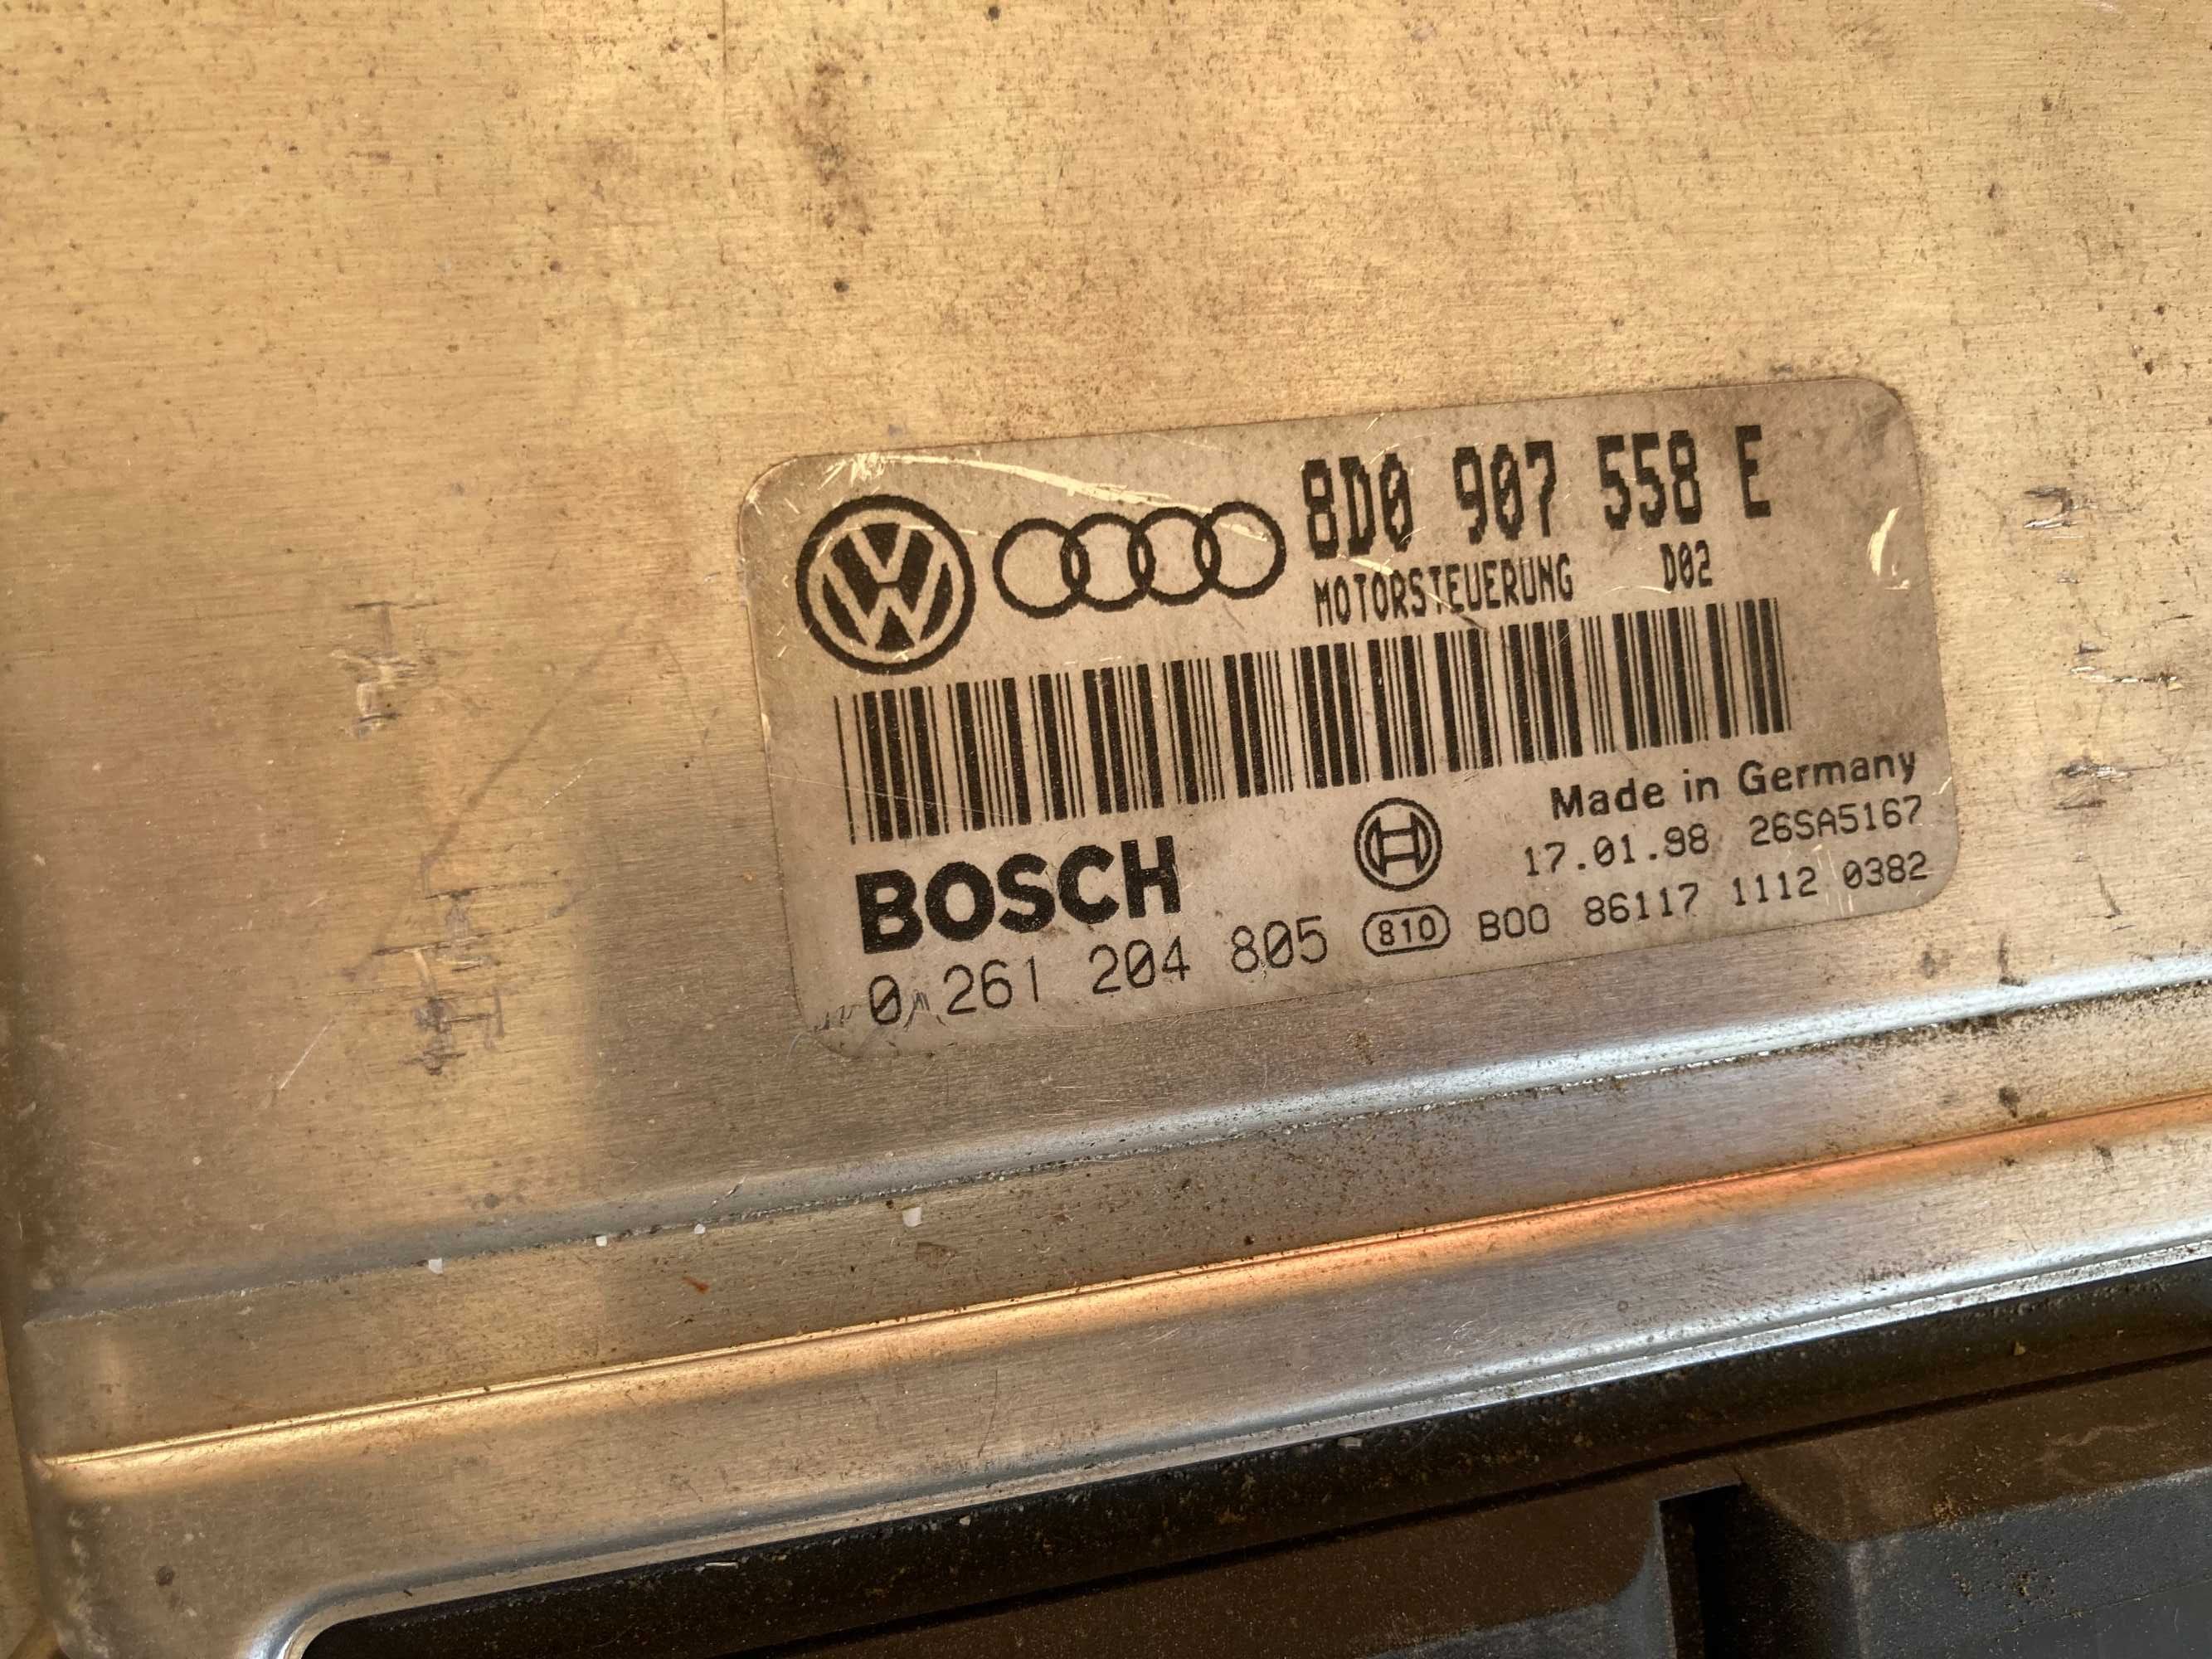 8D0 907 558 E
MOTORSTEUERUNG D02
Made in Germany
BOSCH 17.01.98 26SA5167
0 261 204 805 810 B00 86117 1112 0382